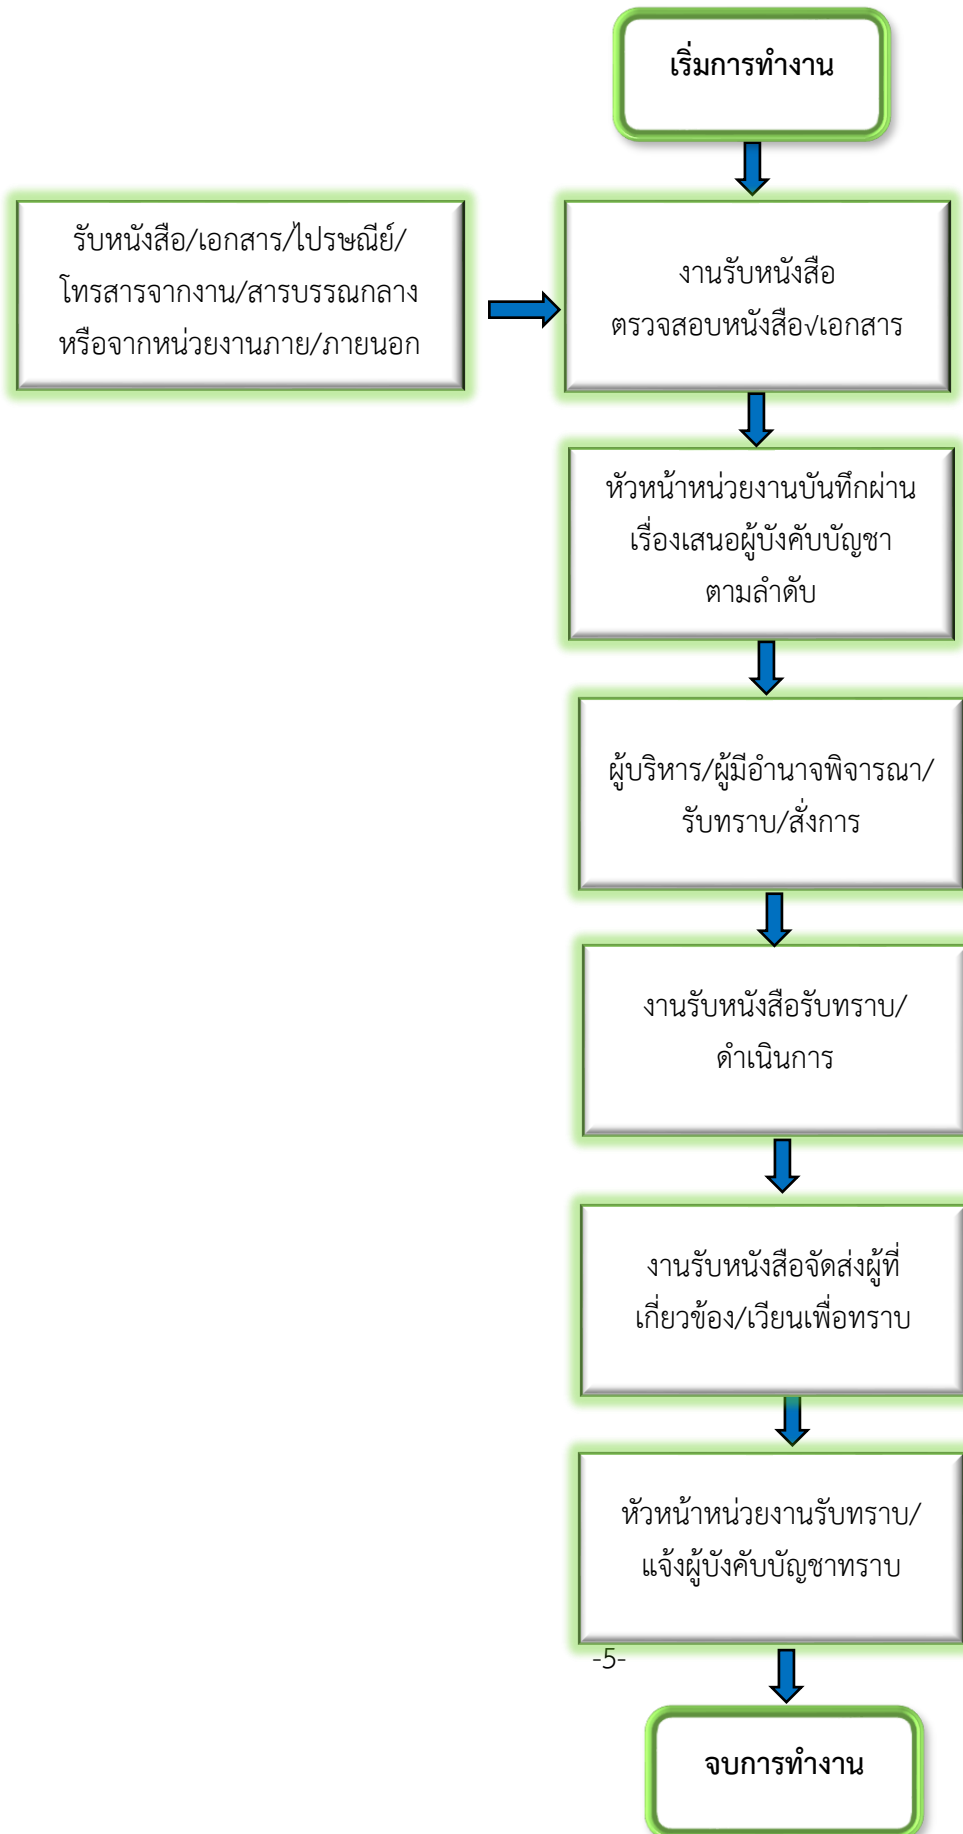 เริ่มการทำงาน
รับหนังสือ/เอกสาร/ไปรษณีย์/
โทรสารจากงาน/สารบรรณกลาง
หรือจากหน่วยงานภาย/ภายนอก
งานรับหนังสือ
ตรวจสอบหนังสือ√เอกสาร
หัวหน้าหน่วยงานบันทึกผ่าน
เรื่องเสนอผู้บังคับบัญชา
ตามลำดับ
ผู้บริหาร/ผู้มีอำนาจพิจารณา/
รับทราบ/สั่งการ
งานรับหนังสือรับทราบ/
ดำเนินการ
งานรับหนังสือจัดส่งผู้ที่
เกี่ยวข้อง/เวียนเพื่อทราบ
หัวหน้าหน่วยงานรับทราบ/
แจ้งผู้บังคับบัญชาทราบ
-5-
จบการทำงาน